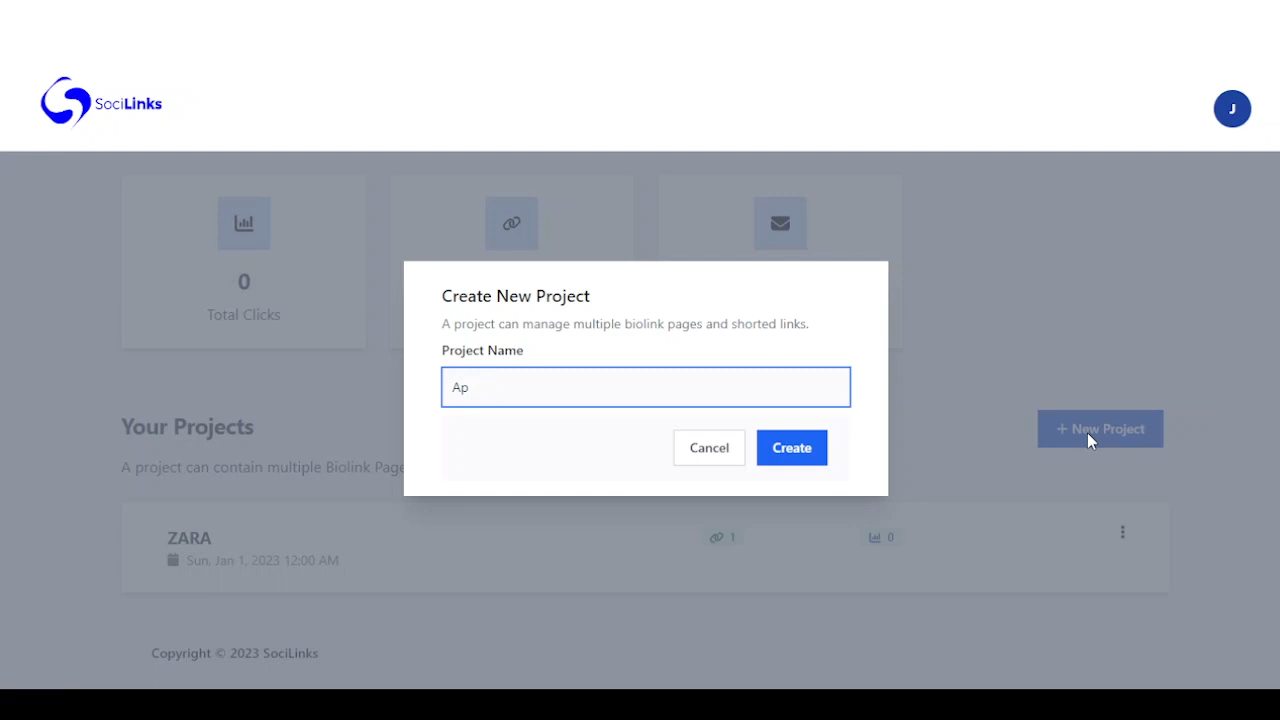 SociLinks
J
0
Total Clicks
Create New Project
A project can manage multiple biolink pages and shorted links.
Project Name
Ap
Cancel
Create
Your Projects
+ New Project
A project can contain multiple Biolink Page
ZARA
1
0
Sun, Jan 1, 2023 12:00 AM
Copyright © 2023 SociLinks